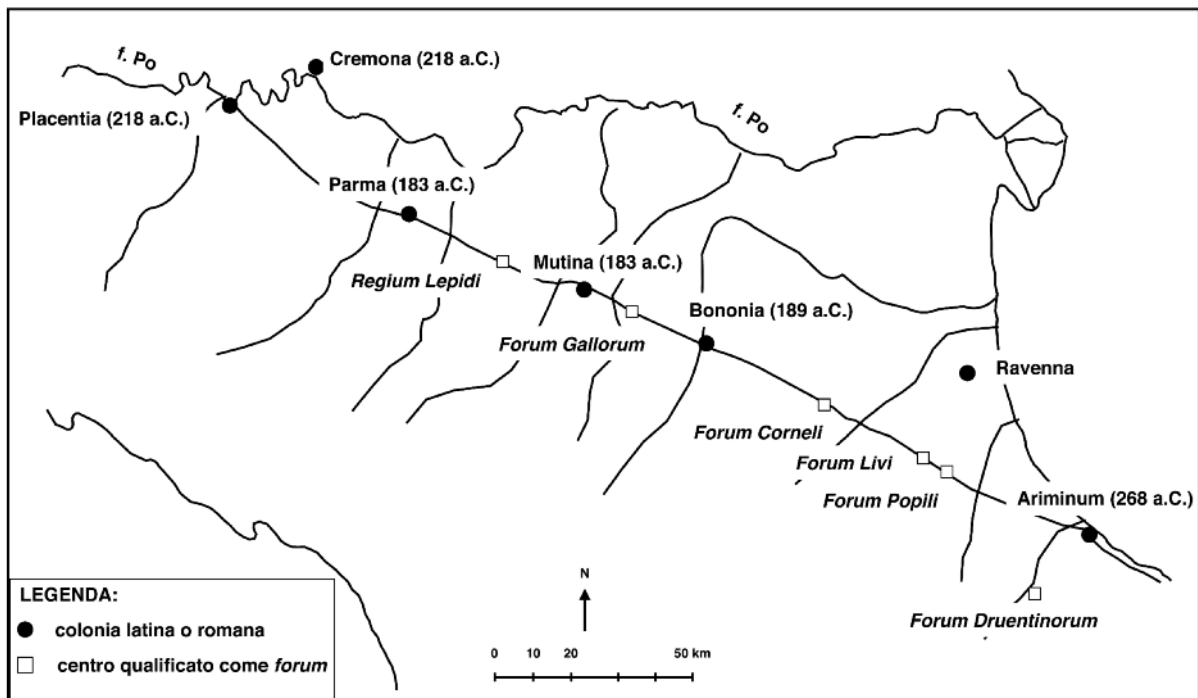 f. Po
Cremona (218 a.C.)
Placentia (218 a.C.)
f. Po
Parma (183 a.C.)
Regium Lepidi
Mutina (183 a.C.)
Forum Gallorum
Bononia (189 a.C.)
Ravenna
Forum Corneli
Forum Livi
Forum Popili
Ariminum (268 a.C.)
Forum Druentinorum
LEGENDA:
colonia latina o romana
centro qualificato come forum
N
0 10 20 50 km